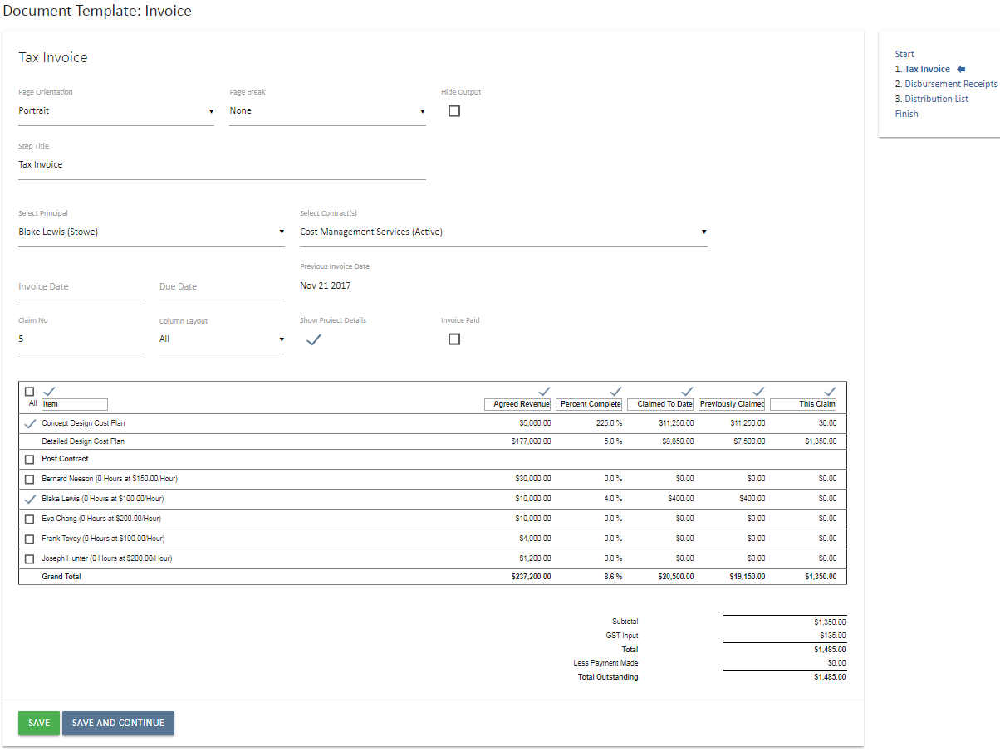 Document Template: Invoice
Tax Invoice
Start
1. Tax Invoice
2. Disbursement Receipts
3. Distribution List
Finish
Page Orientation Page Break Hide Output
Portrait None
Step Title
Tax Invoice
Select Principal Select Contract(s)
Blake Lewis (Stowe) Cost Management Services (Active)
Previous Invoice Date
Invoice Date Due Date Nov 21 2017
Claim No Column Layout Show Project Details Invoice Paid
5 All
All Item Agreed Revenue Percent Complete Claimed To Date Previously Claimed This Claim
Concept Design Cost Plan $5,000.00 225.0 % $11,250.00 $11,250.00 $0.00
Detailed Design Cost Plan $177,000.00 5.0 % $8,850.00 $7,500.00 $1,350.00
Post Contract
Bernard Neeson (0 Hours at $150.00/Hour) $30,000.00 0.0 % $0.00 $0.00 $0.00
Blake Lewis (0 Hours at $100.00/Hour) $10,000.00 4.0 % $400.00 $400.00 $0.00
Eva Chang (0 Hours at $200.00/Hour) $10,000.00 0.0 % $0.00 $0.00 $0.00
Frank Tovey (0 Hours at $100.00/Hour) $4,000.00 0.0 % $0.00 $0.00 $0.00
Joseph Hunter (0 Hours at $200.00/Hour) $1,200.00 0.0 % $0.00 $0.00 $0.00
Grand Total $237,200.00 8.6 % $20,500.00 $19,150.00 $1,350.00
Subtotal $1,350.00
GST Input $135.00
Total $1,485.00
Less Payment Made $0.00
Total Outstanding $1,485.00
SAVE SAVE AND CONTINUE